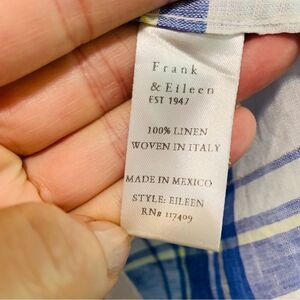 Frank
& Eileen
EST 1947
100% LINEN
WOVEN IN ITALY
MADE IN MEXICO
STYLE: EILEEN
RN# 117409